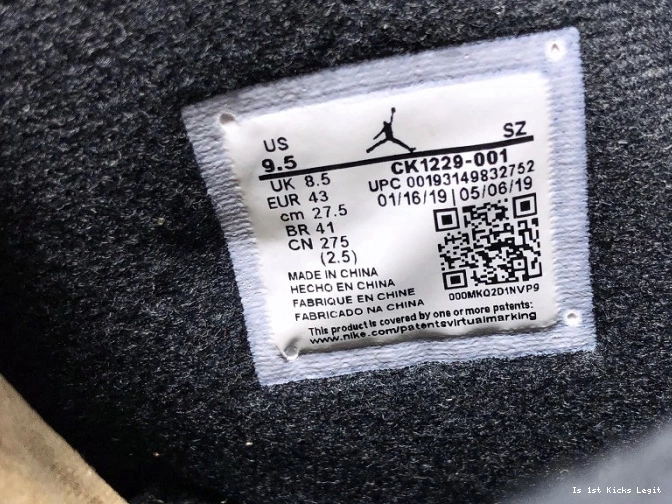 US
9.5
SZ
UK 8.5
EUR 43
cm 27.5
BR 41
CN 275
(2.5)
CK1229-001
UPC 00193149832752
01/16/19 | 05/06/19
000MKQ2D1NVP9
MADE IN CHINA
HECHO EN CHINA
FABRIQUE EN CHINE
FABRICADO NA CHINA
This product is covered by one or more patents:
www.nike.com/patentsvirtualmarking
Is 1st Kicks Legit